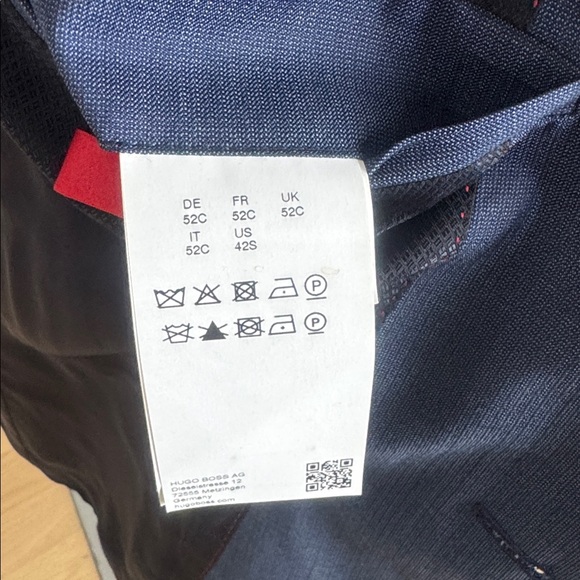 DE FR UK
52C 52C 52C
IT US
52C 42S
P
P
HUGO BOSS AG
Dieselstrasse 12
72555 Metzingen
Germany
hugoboss.com